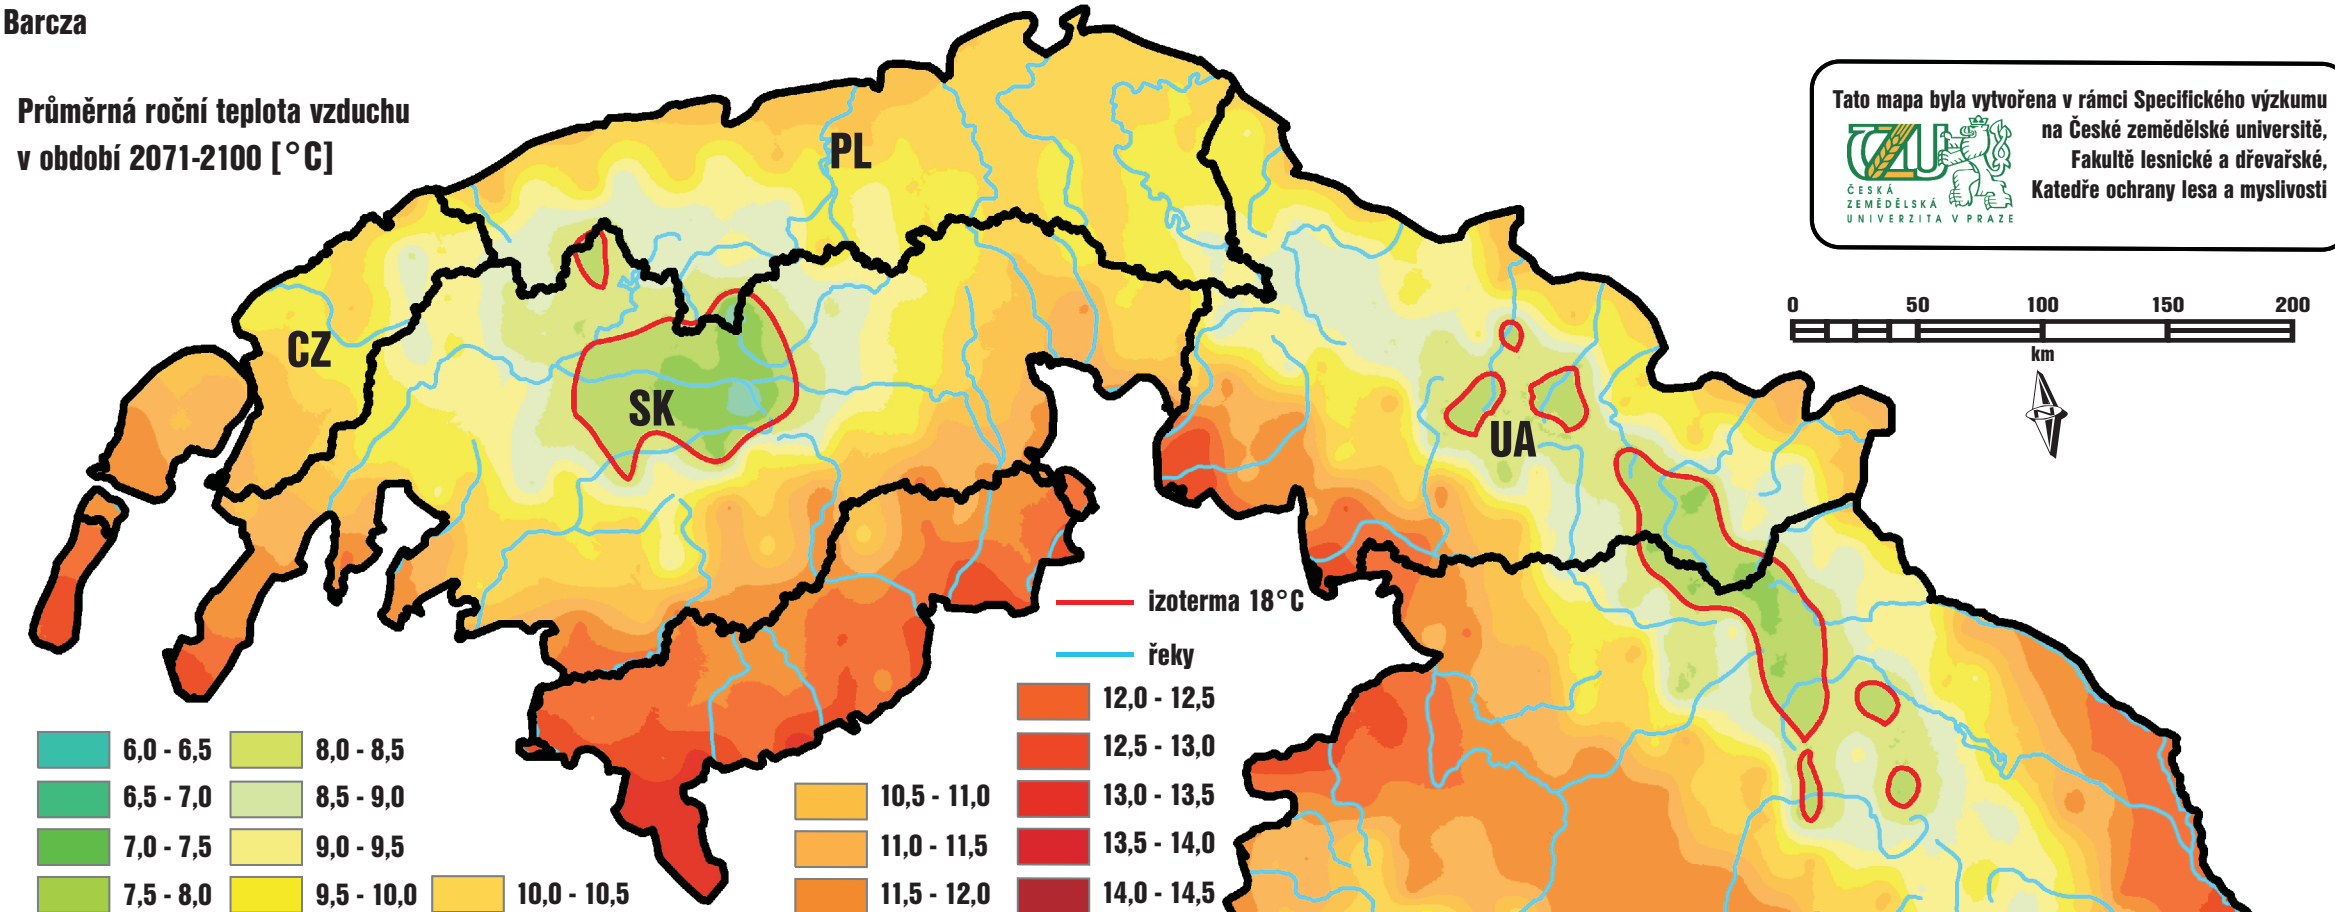 Barcza
Průměrná roční teplota vzduchu
v období 2071-2100 [°C]
Tato mapa byla vytvořena v rámci Specifického výzkumu
na České zemědělské universitě,
Fakultě lesnické a dřevařské,
Katedře ochrany lesa a myslivosti
ČZU
ČESKÁ
ZEMĚDĚLSKÁ
UNIVERZITA V PRAZE
PL
CZ
SK
UA
0 50 100 150 200
km
izoterma 18°C
řeky
6,0 - 6,5
6,5 - 7,0
7,0 - 7,5
7,5 - 8,0
8,0 - 8,5
8,5 - 9,0
9,0 - 9,5
9,5 - 10,0
10,0 - 10,5
10,5 - 11,0
11,0 - 11,5
11,5 - 12,0
12,0 - 12,5
12,5 - 13,0
13,0 - 13,5
13,5 - 14,0
14,0 - 14,5